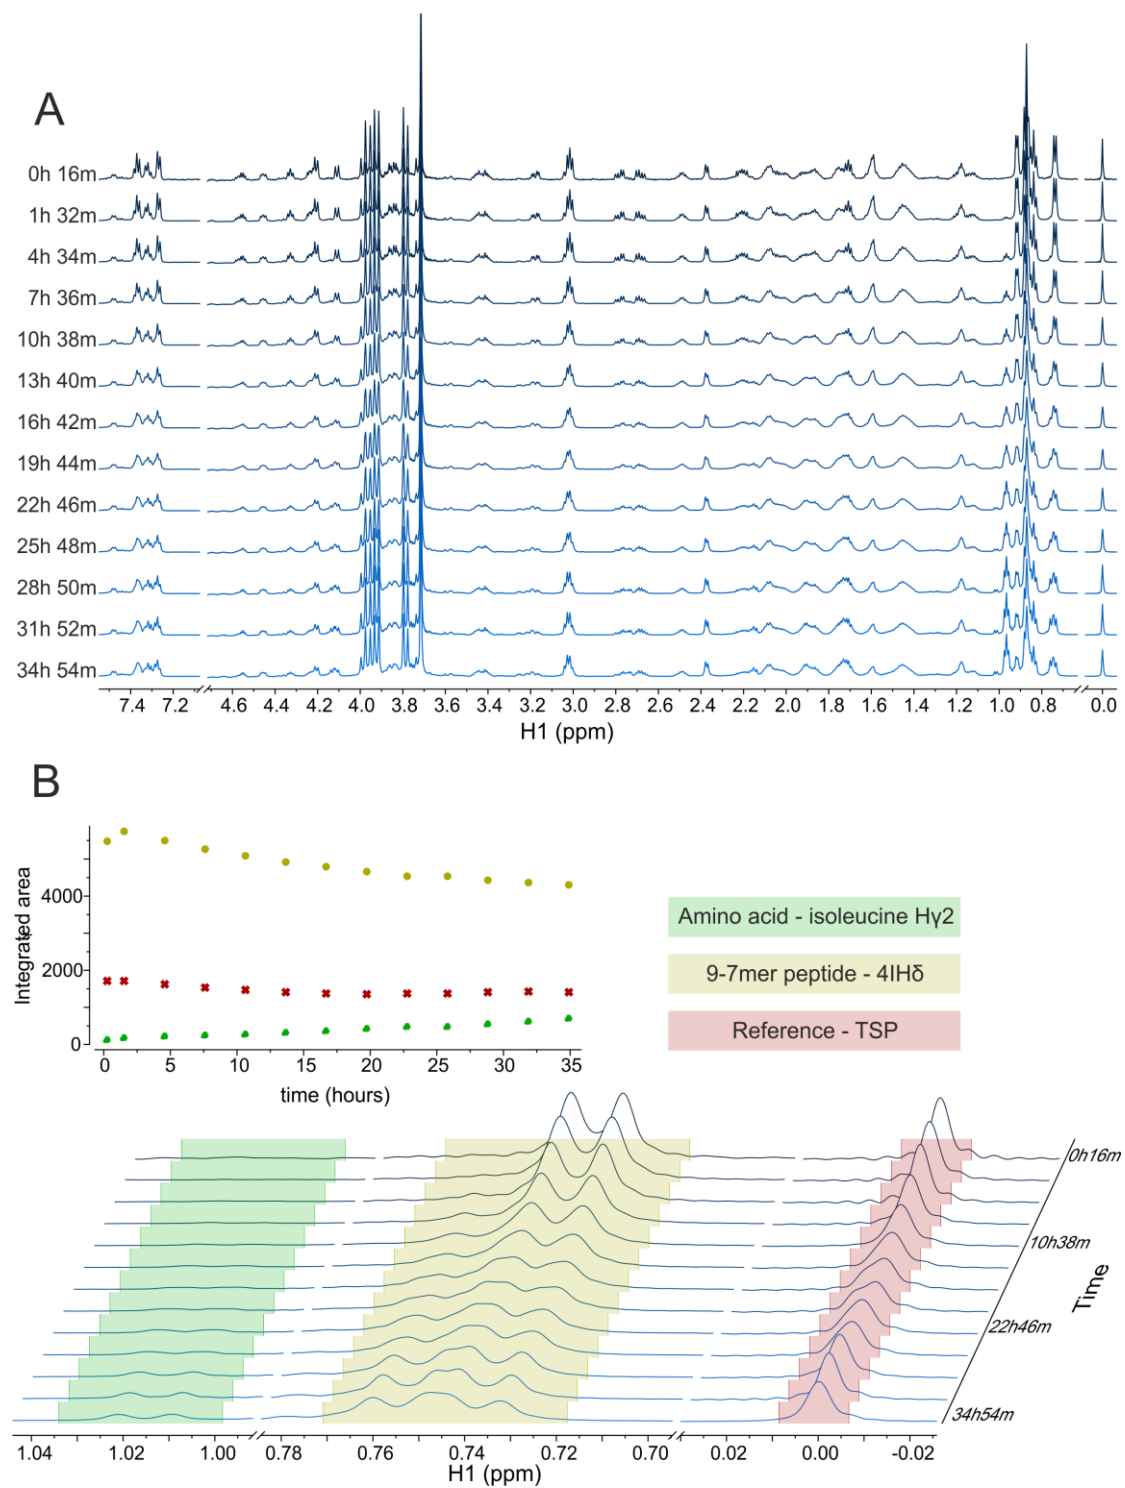 A
0h 16m
1h 32m
4h 34m
7h 36m
10h 38m
13h 40m
16h 42m
19h 44m
22h 46m
25h 48m
28h 50m
31h 52m
34h 54m
7.4 7.2 4.6 4.4 4.2 4.0 3.8 3.6 3.4 3.2 3.0 2.8 2.6 2.4 2.2 2.0 1.8 1.6 1.4 1.2 1.0 0.8 0.0
H1 (ppm)
B
Integrated area
4000
2000
0
0 5 10 15 20 25 30 35
time (hours)
Amino acid - isoleucine Hγ2
9-7mer peptide - 4IHδ
Reference - TSP
0h16m
10h38m
Time
22h46m
34h54m
1.04 1.02 1.00 0.78 0.76 0.74 0.72 0.70 0.02 0.00 -0.02
H1 (ppm)